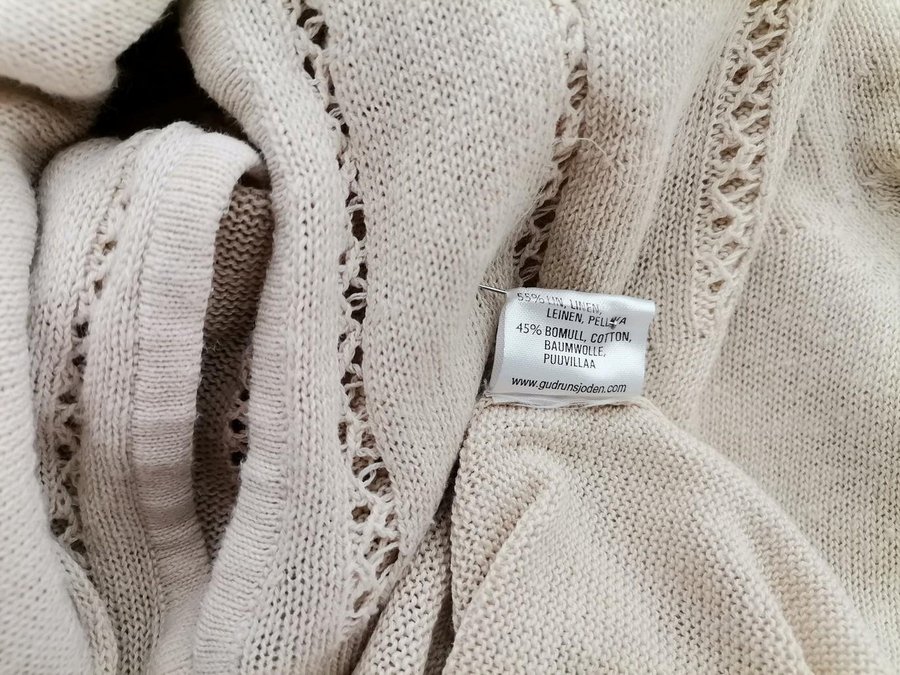 55% LIN, LINEN,
LEINEN, PELLAVA
45% BOMULL, COTTON,
BAUMWOLLE,
PUUVILLAA
www.gudrunsjoden.com